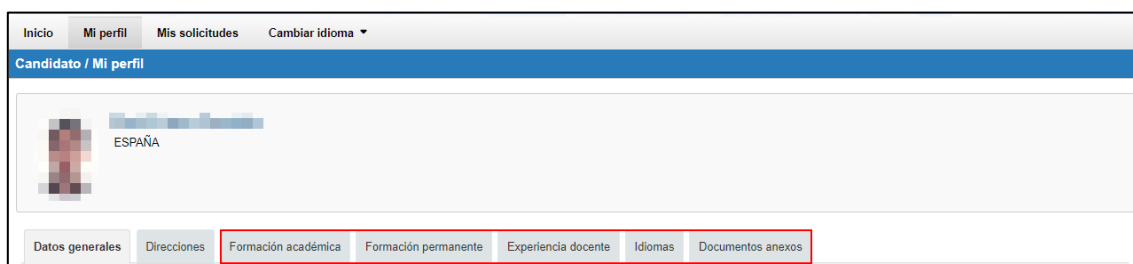 Inicio Mi perfil Mis solicitudes Cambiar idioma
Candidato / Mi perfil
ESPAÑA
Datos generales Direcciones Formación académica Formación permanente Experiencia docente Idiomas Documentos anexos